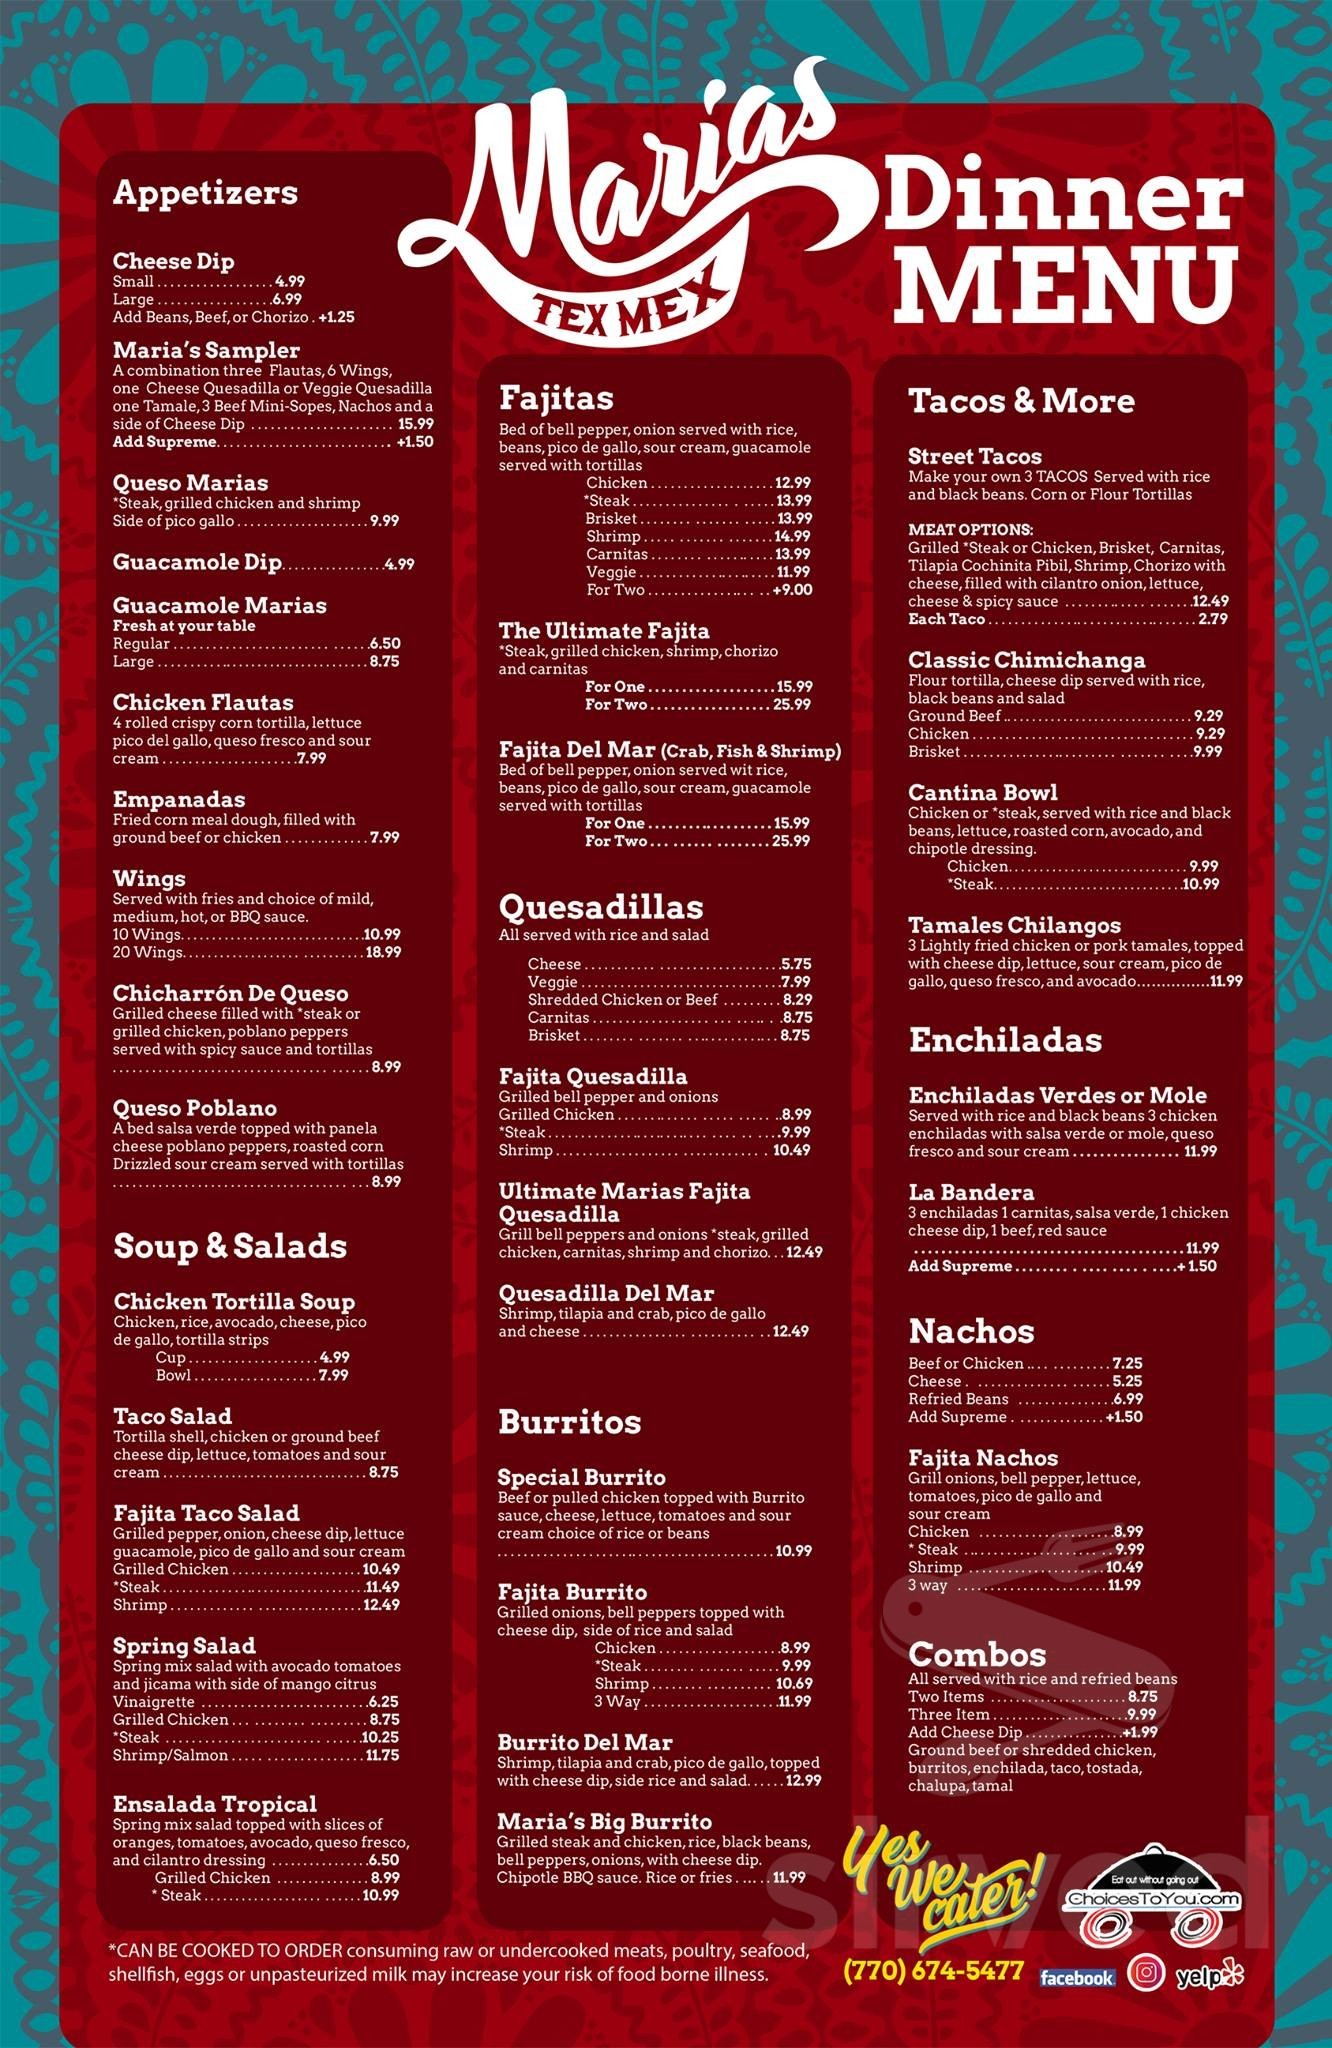 Marias
TEX MEX
Dinner
MENU
Appetizers
Cheese Dip
Small . . . . . . . . . . . . . . . . . . 4.99
Large . . . . . . . . . . . . . . . . . . 6.99
Add Beans, Beef, or Chorizo . +1.25
Maria's Sampler
A combination three Flautas, 6 Wings,
one Cheese Quesadilla or Veggie Quesadilla
one Tamale, 3 Beef Mini-Sopes, Nachos and a
side of Cheese Dip . . . . . . . . . . . . . . . . . . . . . . 15.99
Add Supreme. . . . . . . . . . . . . . . . . . . . . . . . . . +1.50
Queso Marias
*Steak, grilled chicken and shrimp
Side of pico gallo . . . . . . . . . . . . . . . . . . . . 9.99
Guacamole Dip. . . . . . . . . . . . . . . . 4.99
Guacamole Marias
Fresh at your table
Regular . . . . . . . . . . . . . . . . . . . . . . . . . . . . . 6.50
Large . . . . . . . . . . . . . . . . . . . . . . . . . . . . . . 8.75
Chicken Flautas
4 rolled crispy corn tortilla, lettuce
pico del gallo, queso fresco and sour
cream . . . . . . . . . . . . . . . . . . . . 7.99
Empanadas
Fried corn meal dough, filled with
ground beef or chicken . . . . . . . . . . . . . 7.99
Wings
Served with fries and choice of mild,
medium, hot, or BBQ sauce.
10 Wings. . . . . . . . . . . . . . . . . . . . . . . . . . . 10.99
20 Wings. . . . . . . . . . . . . . . . . . . . . . . . . . . 18.99
Chicharrón De Queso
Grilled cheese filled with *steak or
grilled chicken, poblano peppers
served with spicy sauce and tortillas
. . . . . . . . . . . . . . . . . . . . . . . . . . . . . . . . . . . . . . 8.99
Queso Poblano
A bed salsa verde topped with panela
cheese poblano peppers, roasted corn
Drizzled sour cream served with tortillas
. . . . . . . . . . . . . . . . . . . . . . . . . . . . . . . . . . . . . . 8.99
Soup & Salads
Chicken Tortilla Soup
Chicken, rice, avocado, cheese, pico
de gallo, tortilla strips
Cup . . . . . . . . . . . . . . . . . . . . 4.99
Bowl . . . . . . . . . . . . . . . . . . . 7.99
Taco Salad
Tortilla shell, chicken or ground beef
cheese dip, lettuce, tomatoes and sour
cream . . . . . . . . . . . . . . . . . . . . . . . . . . . . . . 8.75
Fajita Taco Salad
Grilled pepper, onion, cheese dip, lettuce
guacamole, pico de gallo and sour cream
Grilled Chicken . . . . . . . . . . . . . . . . . . . 10.49
*Steak . . . . . . . . . . . . . . . . . . . . . . . . . . . . . . 11.49
Shrimp . . . . . . . . . . . . . . . . . . . . . . . . . . . . 12.49
Spring Salad
Spring mix salad with avocado tomatoes
and jicama with side of mango citrus
Vinaigrette . . . . . . . . . . . . . . . . . . . . . . . . . 6.25
Grilled Chicken . . . . . . . . . . . . . . . . . . . . 8.75
*Steak . . . . . . . . . . . . . . . . . . . . . . . . . . . . . 10.25
Shrimp/Salmon . . . . . . . . . . . . . . . . . . . . 11.75
Ensalada Tropical
Spring mix salad topped with slices of
oranges, tomatoes, avocado, queso fresco,
and cilantro dressing . . . . . . . . . . . . . . . 6.50
Grilled Chicken . . . . . . . . . . . . . . 8.99
* Steak . . . . . . . . . . . . . . . . . . . . . . . . 10.99
Fajitas
Bed of bell pepper, onion served with rice,
beans, pico de gallo, sour cream, guacamole
served with tortillas
Chicken . . . . . . . . . . . . . . . . . . . 12.99
*Steak . . . . . . . . . . . . . . . . . . . . . 13.99
Brisket . . . . . . . . . . . . . . . . . . . . 13.99
Shrimp . . . . . . . . . . . . . . . . . . . . 14.99
Carnitas . . . . . . . . . . . . . . . . . . . 13.99
Veggie . . . . . . . . . . . . . . . . . . . . . 11.99
For Two . . . . . . . . . . . . . . . . . . . +9.00
The Ultimate Fajita
*Steak, grilled chicken, shrimp, chorizo
and carnitas
For One . . . . . . . . . . . . . . . . . . . 15.99
For Two . . . . . . . . . . . . . . . . . . 25.99
Fajita Del Mar (Crab, Fish & Shrimp)
Bed of bell pepper, onion served wit rice,
beans, pico de gallo, sour cream, guacamole
served with tortillas
For One . . . . . . . . . . . . . . . . . . . 15.99
For Two . . . . . . . . . . . . . . . . . . 25.99
Quesadillas
All served with rice and salad
Cheese . . . . . . . . . . . . . . . . . . . . . . . . . . . . . 5.75
Veggie . . . . . . . . . . . . . . . . . . . . . . . . . . . . . 7.99
Shredded Chicken or Beef . . . . . . . . . 8.29
Carnitas . . . . . . . . . . . . . . . . . . . . . . . . . . . 8.75
Brisket . . . . . . . . . . . . . . . . . . . . . . . . . . . . 8.75
Fajita Quesadilla
Grilled bell pepper and onions
Grilled Chicken . . . . . . . . . . . . . . . . . . . . . . . 8.99
*Steak . . . . . . . . . . . . . . . . . . . . . . . . . . . . . . . . . 9.99
Shrimp . . . . . . . . . . . . . . . . . . . . . . . . . . . . . . . 10.49
Ultimate Marias Fajita
Quesadilla
Grill bell peppers and onions *steak, grilled
chicken, carnitas, shrimp and chorizo. . . 12.49
Quesadilla Del Mar
Shrimp, tilapia and crab, pico de gallo
and cheese . . . . . . . . . . . . . . . . . . . . . . . . . . . 12.49
Burritos
Special Burrito
Beef or pulled chicken topped with Burrito
sauce, cheese, lettuce, tomatoes and sour
cream choice of rice or beans
. . . . . . . . . . . . . . . . . . . . . . . . . . . . . . . . . . . . . . . . . 10.99
Fajita Burrito
Grilled onions, bell peppers topped with
cheese dip, side of rice and salad
Chicken . . . . . . . . . . . . . . . . . . . 8.99
*Steak . . . . . . . . . . . . . . . . . . . . . 9.99
Shrimp . . . . . . . . . . . . . . . . . . . 10.69
3 Way . . . . . . . . . . . . . . . . . . . . . 11.99
Burrito Del Mar
Shrimp, tilapia and crab, pico de gallo, topped
with cheese dip, side rice and salad. . . . . . 12.99
Maria's Big Burrito
Grilled steak and chicken, rice, black beans,
bell peppers, onions, with cheese dip.
Chipotle BBQ sauce. Rice or fries . . . . . 11.99
Tacos & More
Street Tacos
Make your own 3 TACOS Served with rice
and black beans. Corn or Flour Tortillas
MEAT OPTIONS:
Grilled *Steak or Chicken, Brisket, Carnitas,
Tilapia Cochinita Pibil, Shrimp, Chorizo with
cheese, filled with cilantro onion, lettuce,
cheese & spicy sauce . . . . . . . . . . . . . . . . . . . 12.49
Each Taco . . . . . . . . . . . . . . . . . . . . . . . . . . . . . . . 2.79
Classic Chimichanga
Flour tortilla, cheese dip served with rice,
black beans and salad
Ground Beef . . . . . . . . . . . . . . . . . . . . . . . . . . . . 9.29
Chicken . . . . . . . . . . . . . . . . . . . . . . . . . . . . . . . . . 9.29
Brisket . . . . . . . . . . . . . . . . . . . . . . . . . . . . . . . . . . 9.99
Cantina Bowl
Chicken or *steak, served with rice and black
beans, lettuce, roasted corn, avocado, and
chipotle dressing.
Chicken. . . . . . . . . . . . . . . . . . . . . . . . . . . 9.99
*Steak. . . . . . . . . . . . . . . . . . . . . . . . . . . . 10.99
Tamales Chilangos
3 Lightly fried chicken or pork tamales, topped
with cheese dip, lettuce, sour cream, pico de
gallo, queso fresco, and avocado...............11.99
Enchiladas
Enchiladas Verdes or Mole
Served with rice and black beans 3 chicken
enchiladas with salsa verde or mole, queso
fresco and sour cream . . . . . . . . . . . . . . . . 11.99
La Bandera
3 enchiladas 1 carnitas, salsa verde, 1 chicken
cheese dip, 1 beef, red sauce
. . . . . . . . . . . . . . . . . . . . . . . . . . . . . . . . . . . . . . . . . 11.99
Add Supreme . . . . . . . . . . . . . . . . . . . . . . . + 1.50
Nachos
Beef or Chicken . . . . . . . . . . . . 7.25
Cheese . . . . . . . . . . . . . . . . . . . . . 5.25
Refried Beans . . . . . . . . . . . . . . . 6.99
Add Supreme . . . . . . . . . . . . . . +1.50
Fajita Nachos
Grill onions, bell pepper, lettuce,
tomatoes, pico de gallo and
sour cream
Chicken . . . . . . . . . . . . . . . . . . . . 8.99
* Steak . . . . . . . . . . . . . . . . . . . . . . 9.99
Shrimp . . . . . . . . . . . . . . . . . . . . 10.49
3 way . . . . . . . . . . . . . . . . . . . . . . 11.99
Combos
All served with rice and refried beans
Two Items . . . . . . . . . . . . . . . . . . . . 8.75
Three Item . . . . . . . . . . . . . . . . . . . . 9.99
Add Cheese Dip . . . . . . . . . . . . . . +1.99
Ground beef or shredded chicken,
burritos, enchilada, taco, tostada,
chalupa, tamal
Yes
We
cater!
(770) 674-5477
Eat out without going out
ChoicesToYou.com
facebook
yelp
*CAN BE COOKED TO ORDER consuming raw or undercooked meats, poultry, seafood,
shellfish, eggs or unpasteurized milk may increase your risk of food borne illness.
sirved